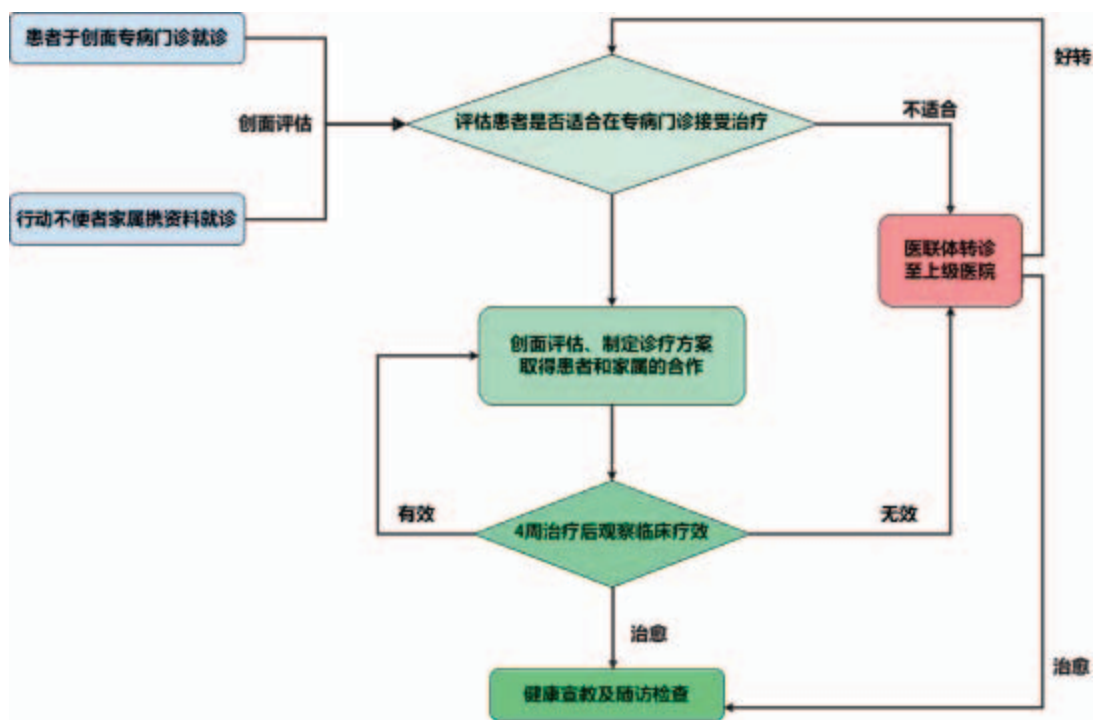 患者于创面专病门诊就诊
好转
不适合
创面评估
评估患者是否适合在专病门诊接受治疗
行动不便者家属携资料就诊
医联体转诊
至上级医院
创面评估、制定诊疗方案
取得患者和家属的合作
有效
无效
4周治疗后观察临床疗效
治愈
治愈
健康宣教及随访检查